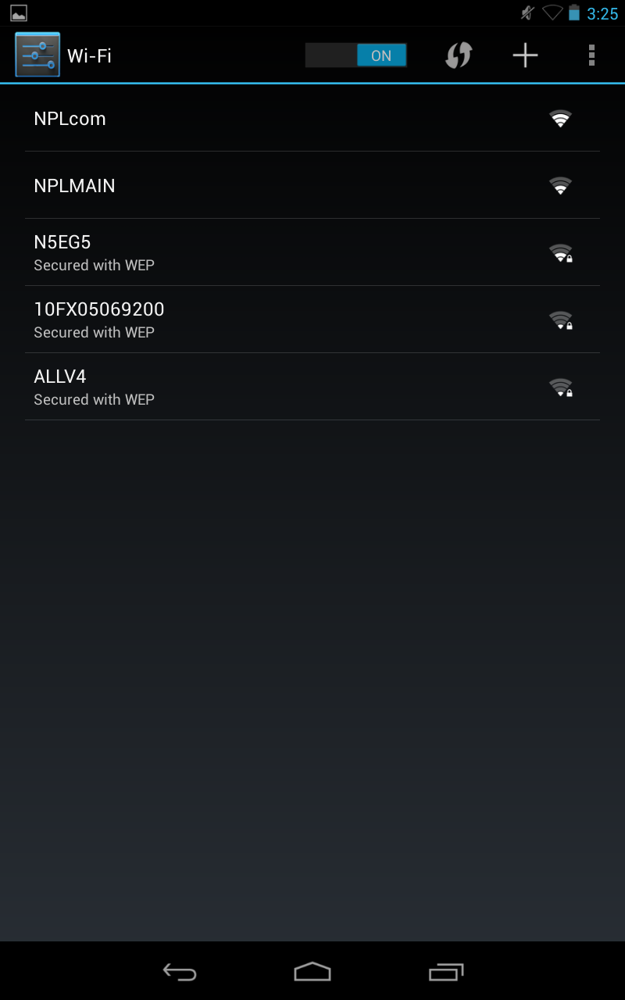 3:25
Wi-Fi
ON
NPLcom
NPLMAIN
N5EG5
Secured with WEP
10FX05069200
Secured with WEP
ALLV4
Secured with WEP